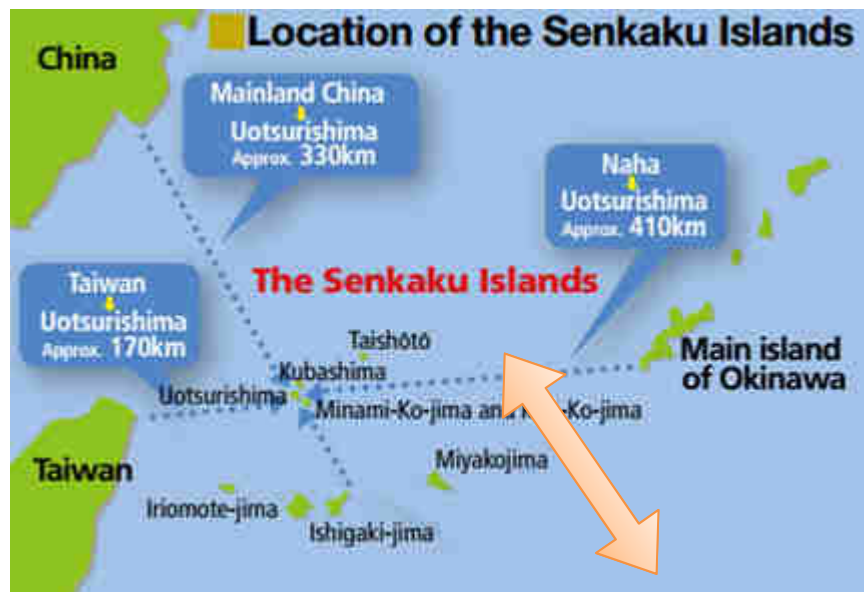 Location of the Senkaku Islands
China
Mainland China
Uotsurishima
Approx. 330km
Naha
Uotsurishima
Approx. 410km
The Senkaku Islands
Taiwan
Uotsurishima
Approx. 170km
Taishōtō
Kubashima
Main island
of Okinawa
Uotsurishima
Minami-Ko-jima and Ko-jima
Miyakojima
Taiwan
Iriomote-jima
Ishigaki-jima